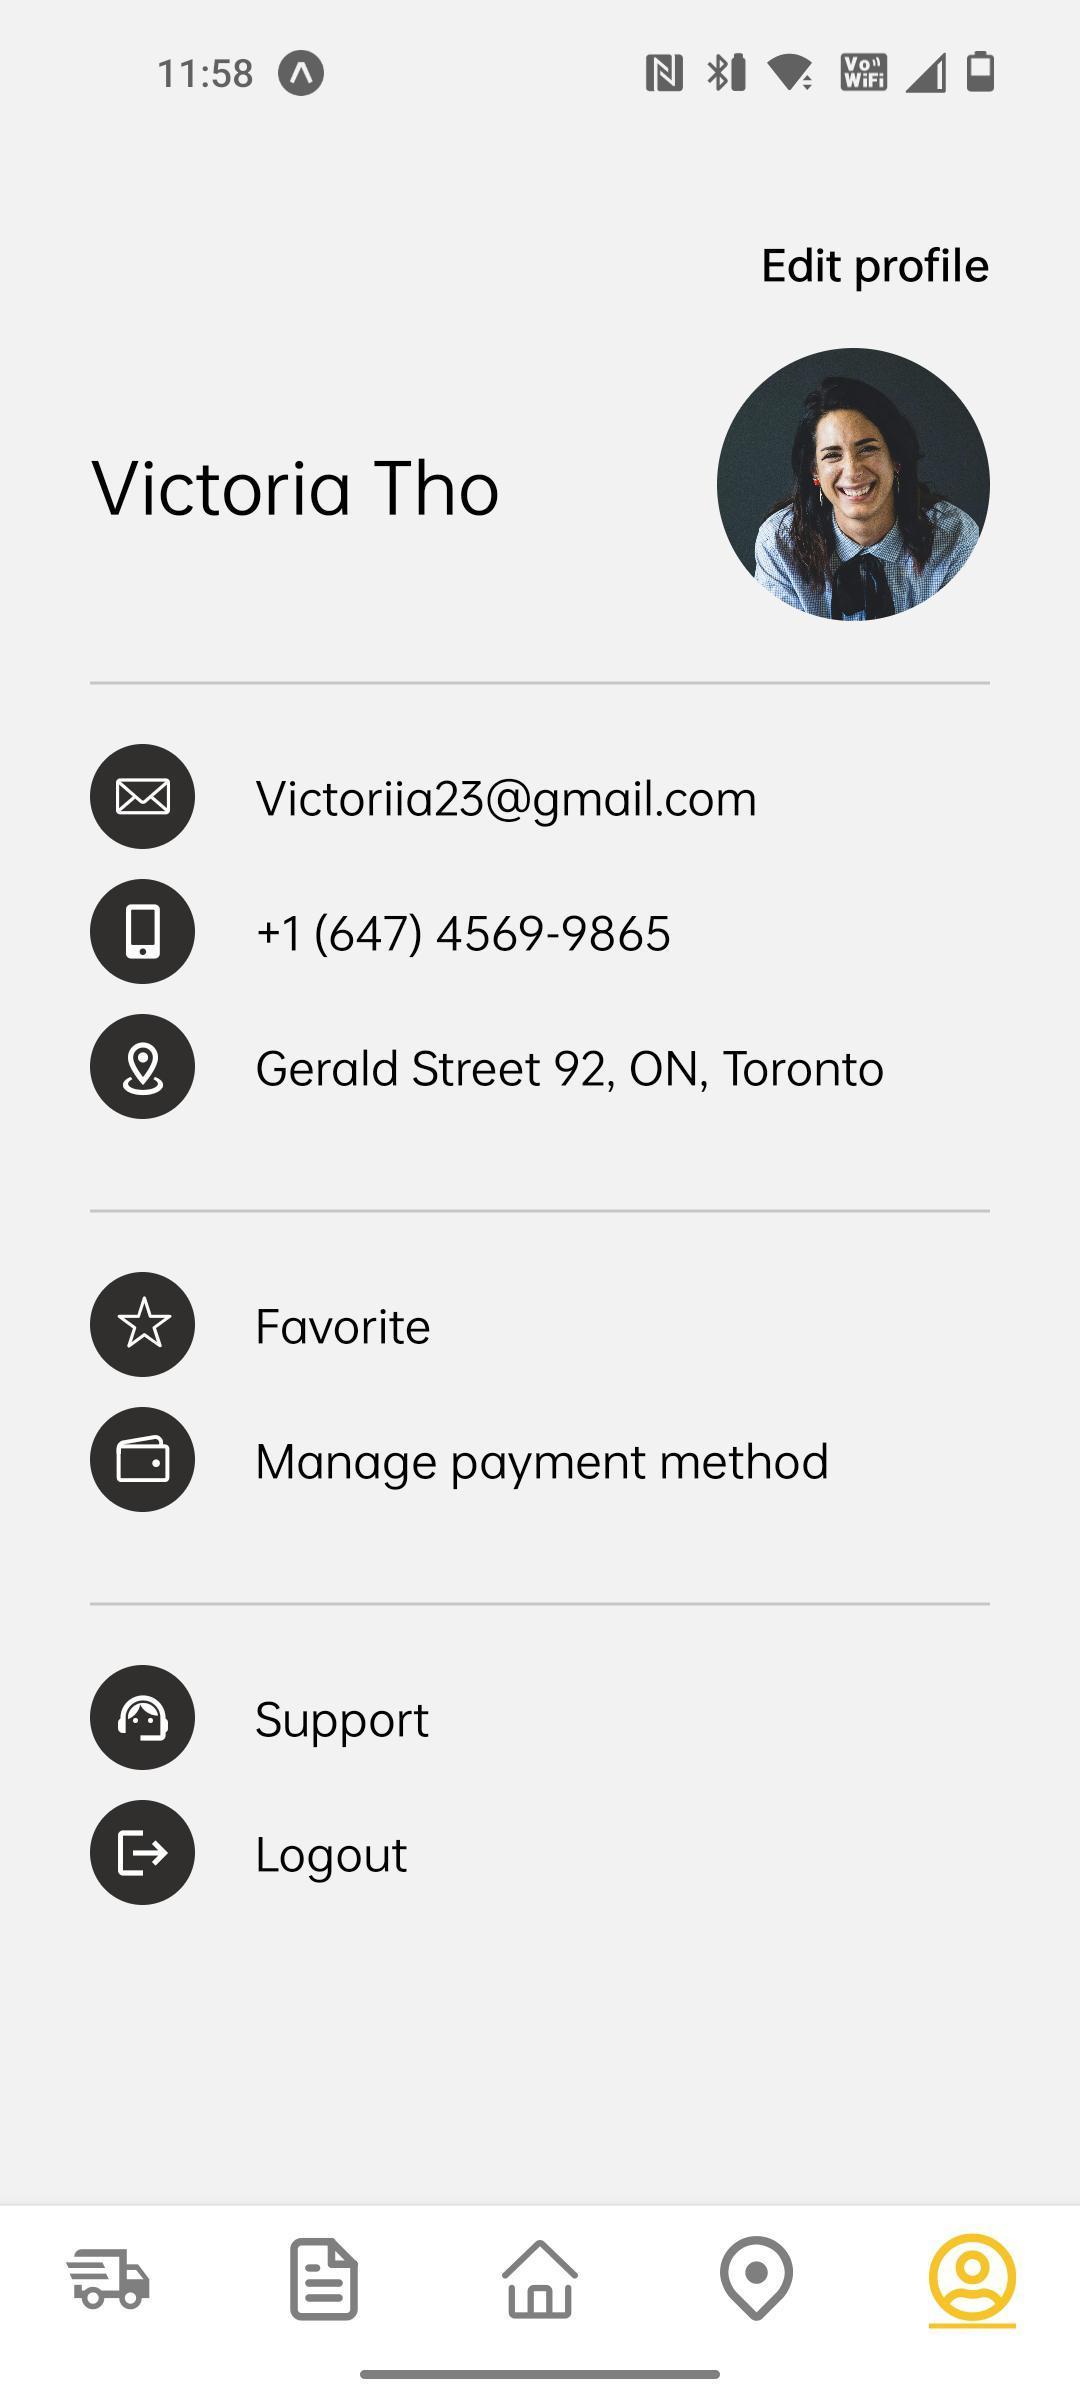 11:58
Vo
WiFi
Edit profile
Victoria Tho
Victoriia23@gmail.com
+1 (647) 4569-9865
Gerald Street 92, ON, Toronto
Favorite
Manage payment method
Support
Logout